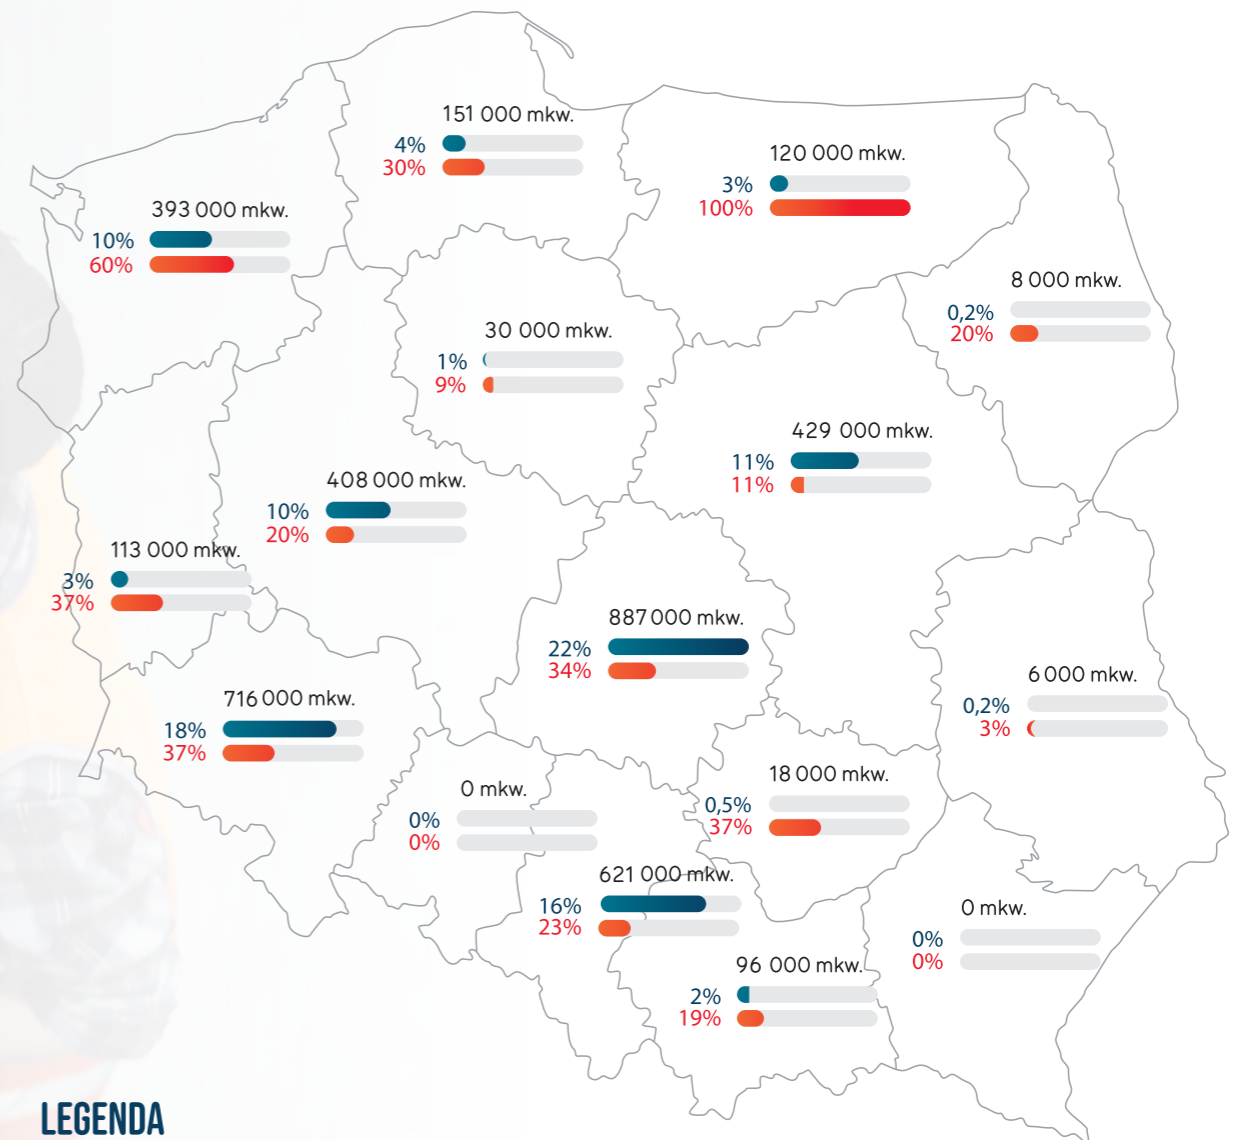 151 000 mkw.
4%
30%
120 000 mkw.
3%
100%
393 000 mkw.
10%
60%
8 000 mkw.
0,2%
20%
30 000 mkw.
1%
9%
429 000 mkw.
11%
11%
408 000 mkw.
10%
20%
113 000 mkw.
3%
37%
887 000 mkw.
22%
34%
6 000 mkw.
0,2%
3%
716 000 mkw.
18%
37%
0 mkw.
0%
0%
18 000 mkw.
0,5%
37%
621 000 mkw.
16%
23%
0 mkw.
0%
0%
96 000 mkw.
2%
19%
LEGENDA